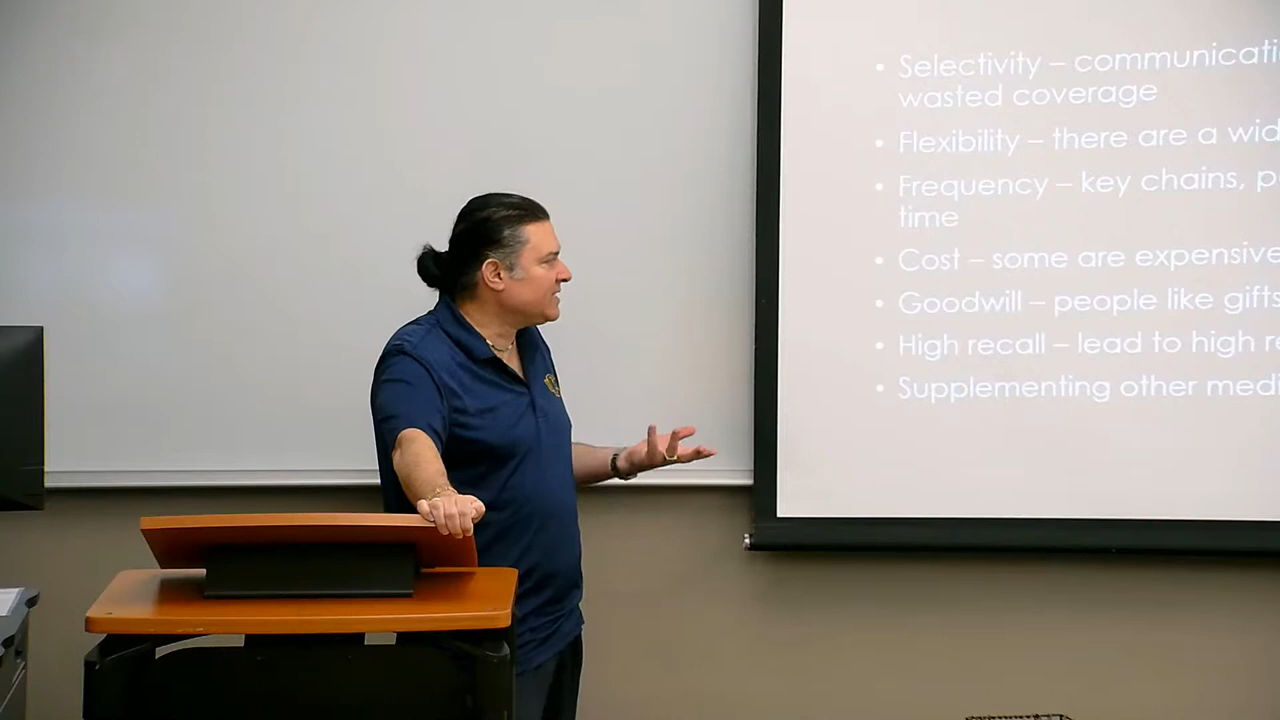 • Selectivity – communicati
wasted coverage
• Flexibility – there are a wid
• Frequency – key chains, p
time
• Cost – some are expensive
• Goodwill – people like gifts
• High recall – lead to high re
• Supplementing other medi